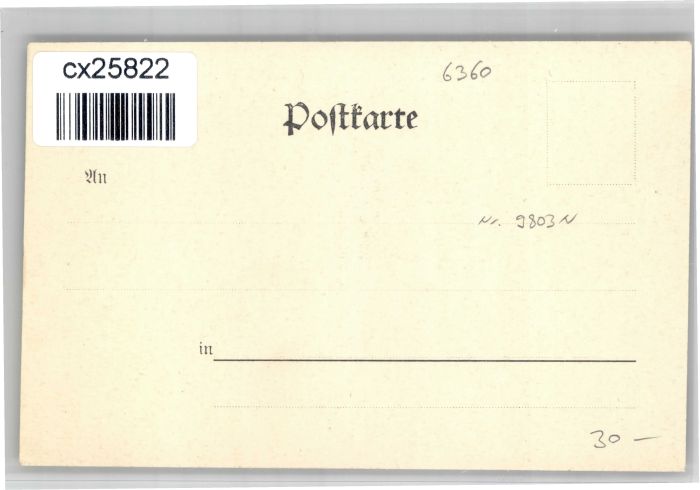 cx25822
6360
Poſtkarte
An
Nr. 9803 N
in
30 –